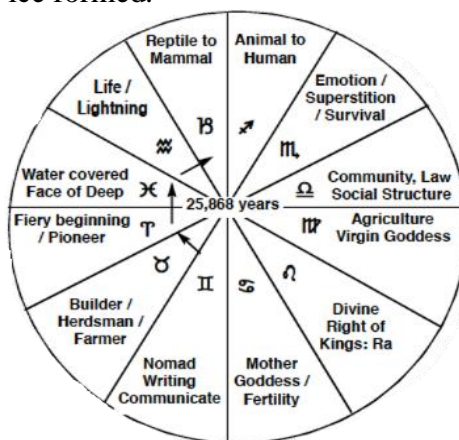 ice formed.
Reptile to
Mammal
Animal to
Human
Life /
Lightning
Emotion /
Superstition
/ Survival
♑
♐
♒
♏
Water covered
Face of Deep
♓
♎
Community, Law
Social Structure
25,868 years
Fiery beginning
/ Pioneer
♈
♍
Agriculture
Virgin Goddess
♉
♊
♋
♌
Builder /
Herdsman /
Farmer
Divine
Right of
Kings: Ra
Nomad
Writing
Communicate
Mother
Goddess /
Fertility